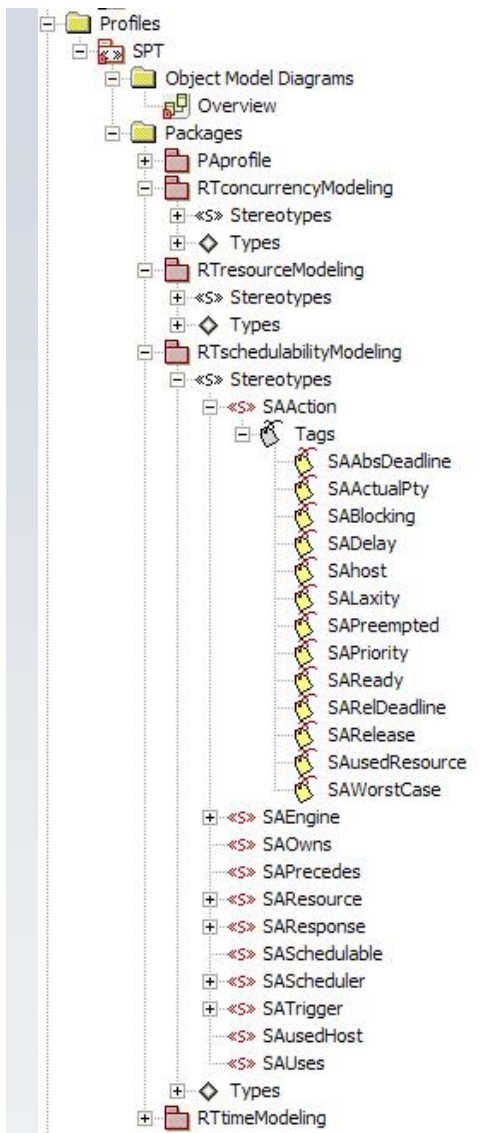 Profiles
«S» SPT
Object Model Diagrams
Overview
Packages
PAprofile
RTconcurrencyModeling
«S» Stereotypes
Types
RTresourceModeling
«S» Stereotypes
Types
RTschedulabilityModeling
«S» Stereotypes
«S» SAAction
Tags
SAAbsDeadline
SAActualPty
SABlocking
SADelay
SAhost
SALaxity
SAPreempted
SAPriority
SAReady
SARelDeadline
SARelease
SAusedResource
SAWorstCase
«S» SAEngine
«S» SAOwns
«S» SAPrecedes
«S» SAResource
«S» SAResponse
«S» SASchedulable
«S» SAScheduler
«S» SATrigger
«S» SAusedHost
«S» SAUses
Types
RTtimeModeling